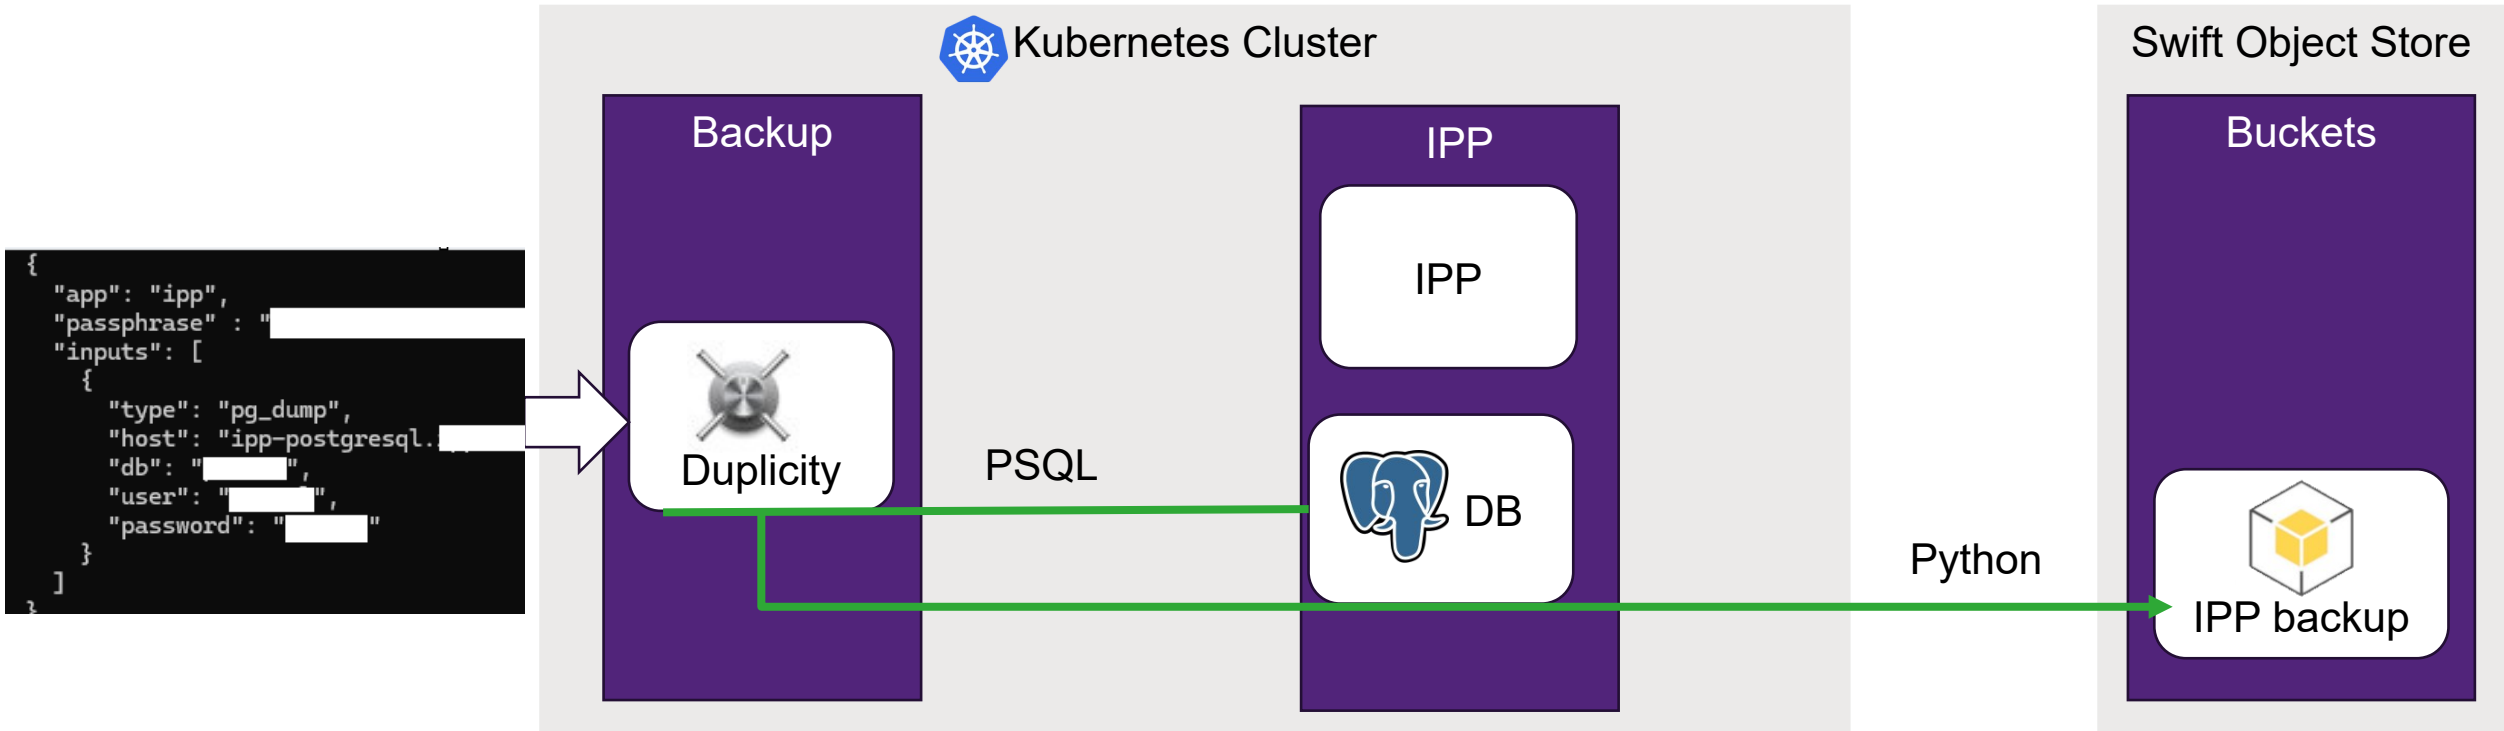 Kubernetes Cluster
Swift Object Store
Backup
IPP
Buckets
{
"app": "ipp",
"passphrase" : "
"inputs": [
{
"type": "pg_dump",
"host": "ipp-postgresql.
"db": "",
"user": "",
"password": ""
}
]
}
IPP
Duplicity
PSQL
DB
Python
IPP backup